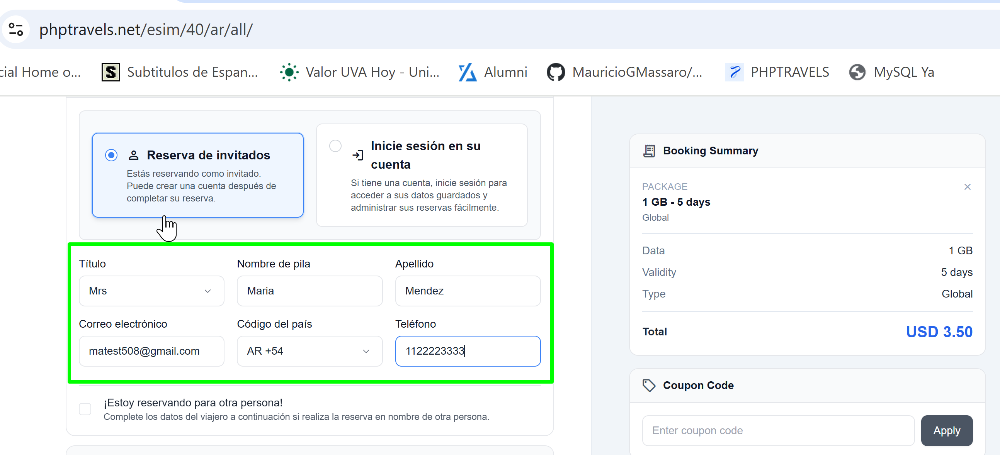 phptravels.net/esim/40/ar/all/
cial Home o...
Subtitulos de Espan...
Valor UVA Hoy - Uni...
Alumni
MauricioGMassaro/...
PHPTRAVELS
MySQL Ya
Reserva de invitados
Estás reservando como invitado.
Puede crear una cuenta después de
completar su reserva.
Inicie sesión en su
cuenta
Si tiene una cuenta, inicie sesión para
acceder a sus datos guardados y
administrar sus reservas fácilmente.
Título
Nombre de pila
Apellido
Mrs
Maria
Mendez
Correo electrónico
Código del país
Teléfono
matest508@gmail.com
AR +54
1122223333
¡Estoy reservando para otra persona!
Complete los datos del viajero a continuación si realiza la reserva en nombre de otra persona.
Booking Summary
PACKAGE
1 GB - 5 days
Global
Data
1 GB
Validity
5 days
Type
Global
Total
USD 3.50
Coupon Code
Enter coupon code
Apply